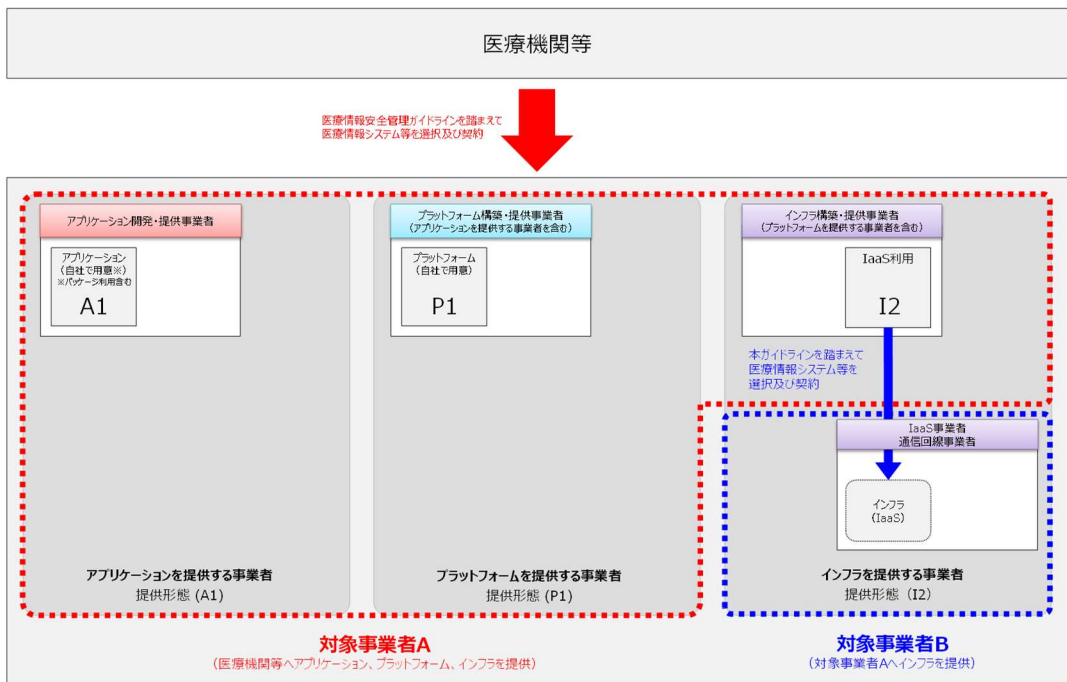 医療機関等
医療情報安全管理ガイドラインを踏まえて
医療情報システム等を選択及び契約
アプリケーション開発・提供事業者
アプリケーション
(自社で用意※)
※パッケージ利用含む
A1
プラットフォーム構築・提供事業者
(アプリケーションを提供する事業者を含む)
プラットフォーム
(自社で用意)
P1
インフラ構築・提供事業者
(プラットフォームを提供する事業者を含む)
IaaS利用
I2
本ガイドラインを踏まえて
医療情報システム等を
選択及び契約
IaaS事業者
通信回線事業者
インフラ
(IaaS)
アプリケーションを提供する事業者
提供形態 (A1)
プラットフォームを提供する事業者
提供形態 (P1)
インフラを提供する事業者
提供形態 (I2)
対象事業者A
(医療機関等へアプリケーション、プラットフォーム、インフラを提供)
対象事業者B
(対象事業者Aへインフラを提供)